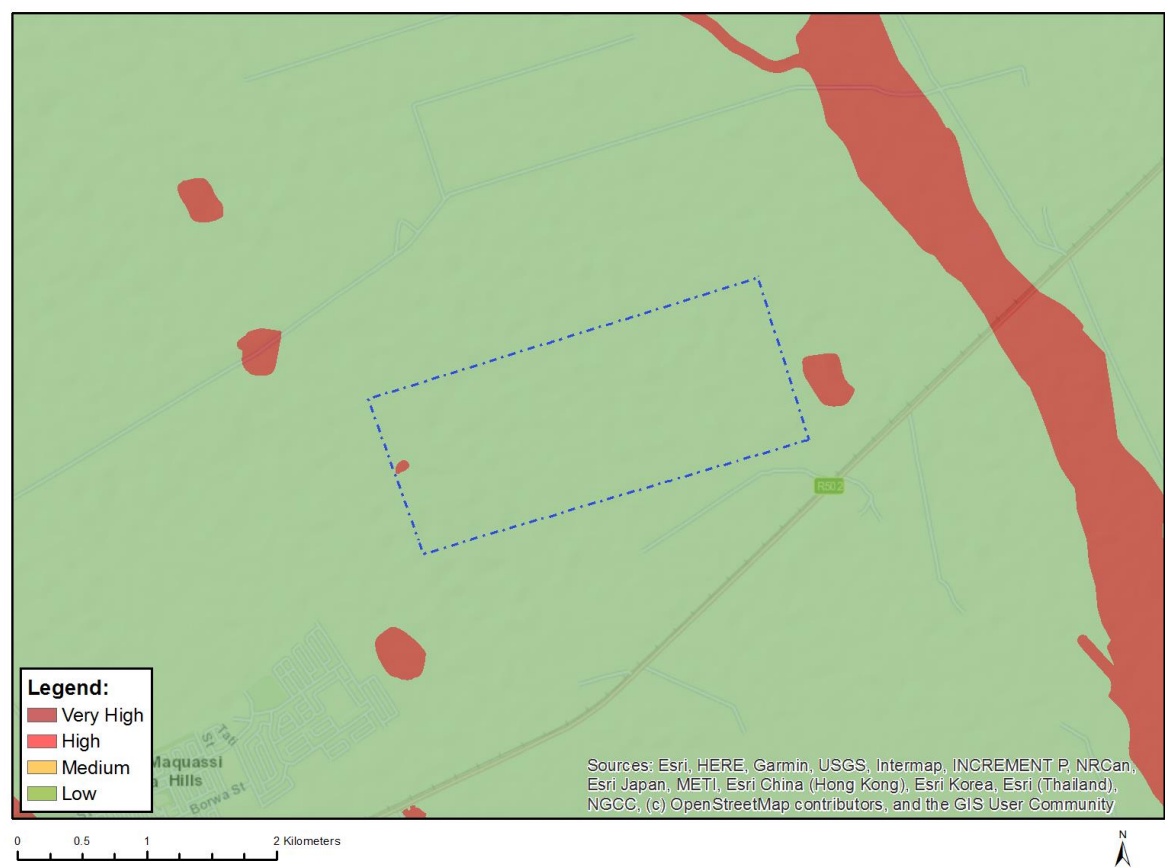 R502
Legend:
Very High
High
Medium
Low
Tati
St
Maquassi
a Hills
Borwa St
St
Sources: Esri, HERE, Garmin, USGS, Intermap, INCREMENT P, NRCan,
Esri Japan, METI, Esri China (Hong Kong), Esri Korea, Esri (Thailand),
NGCC, (c) OpenStreetMap contributors, and the GIS User Community
0 0.5 1 2 Kilometers
N